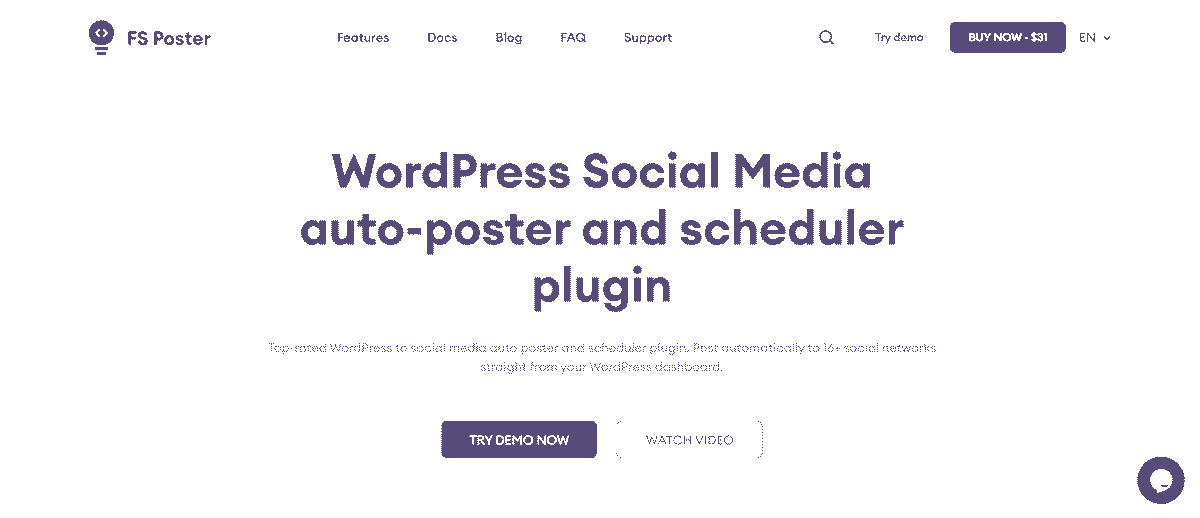 FS Poster
Features Docs Blog FAQ Support
Try demo
BUY NOW - $31
EN
WordPress Social Media
auto-poster and scheduler
plugin
Top-rated WordPress to social media auto poster and scheduler plugin. Post automatically to 16+ social networks
straight from your WordPress dashboard.
TRY DEMO NOW
WATCH VIDEO